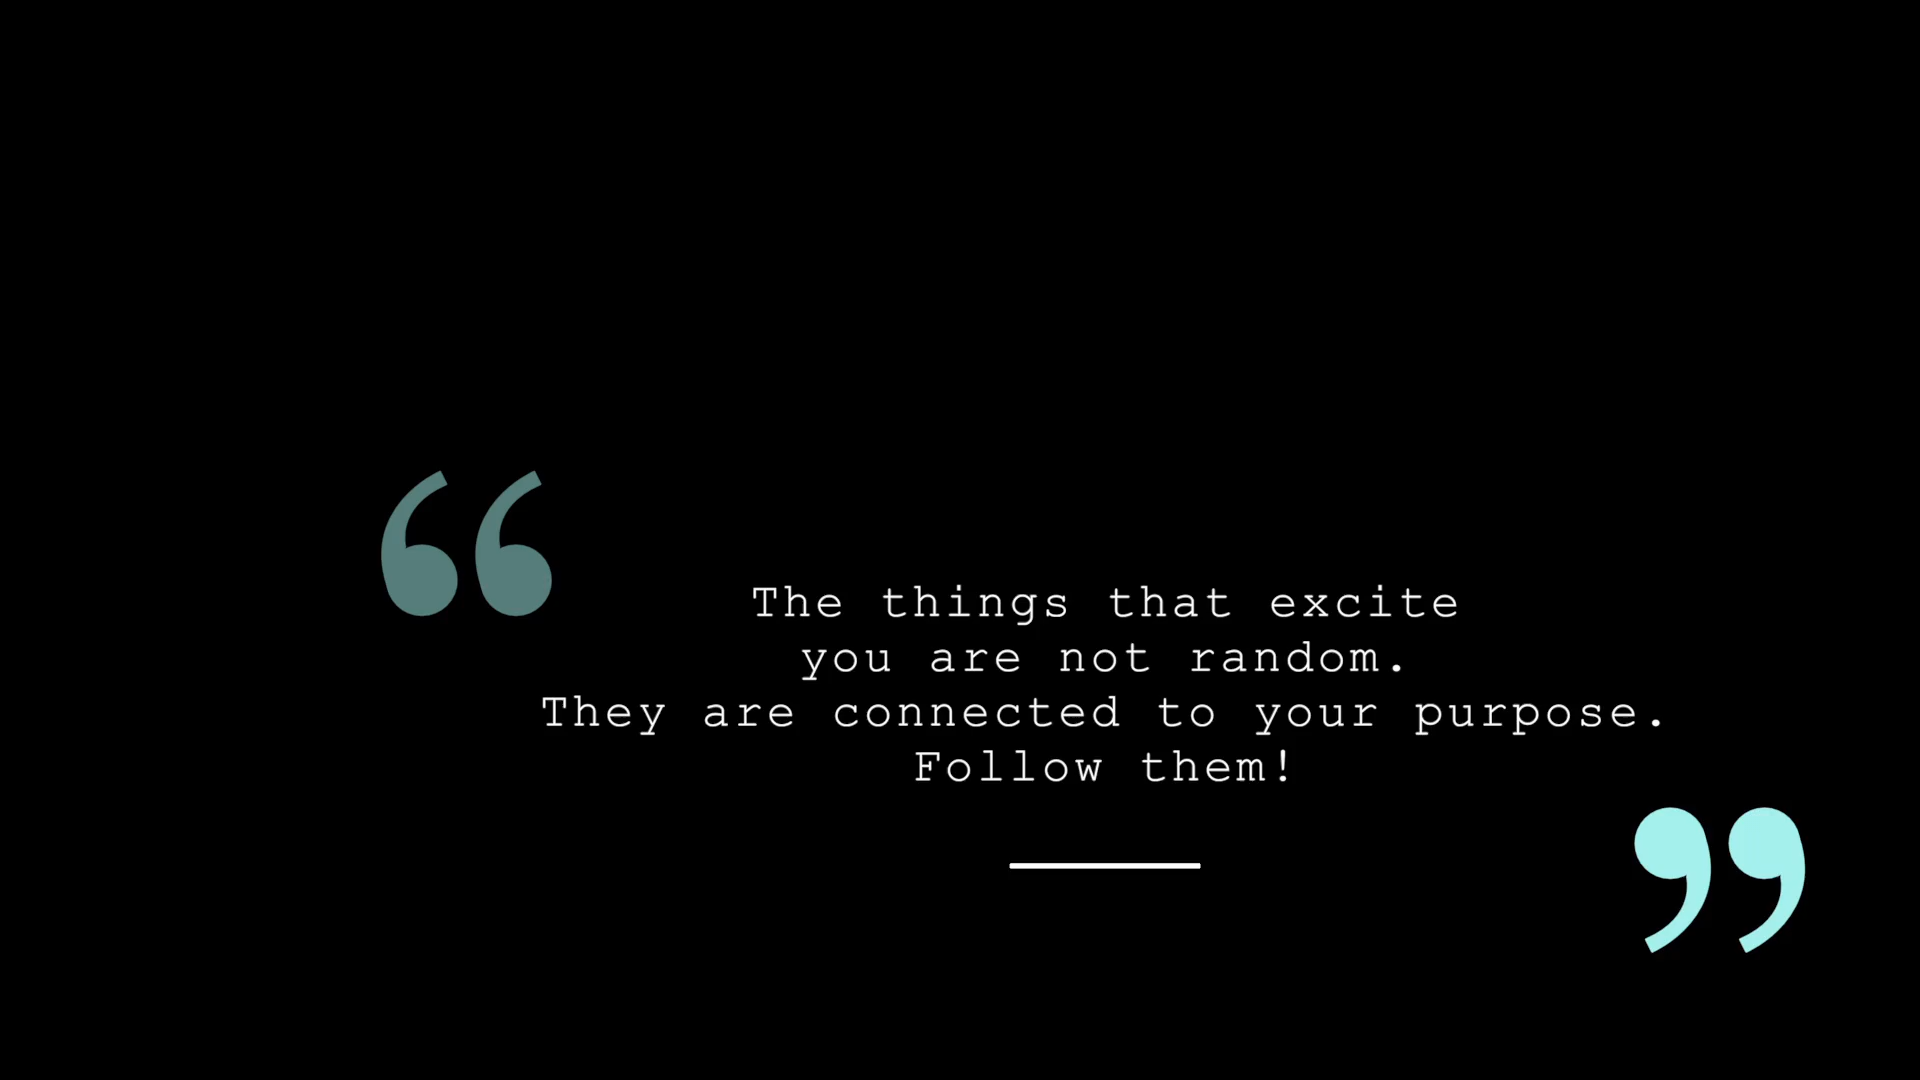 “
The things that excite
you are not random.
They are connected to your purpose.
Follow them!
”